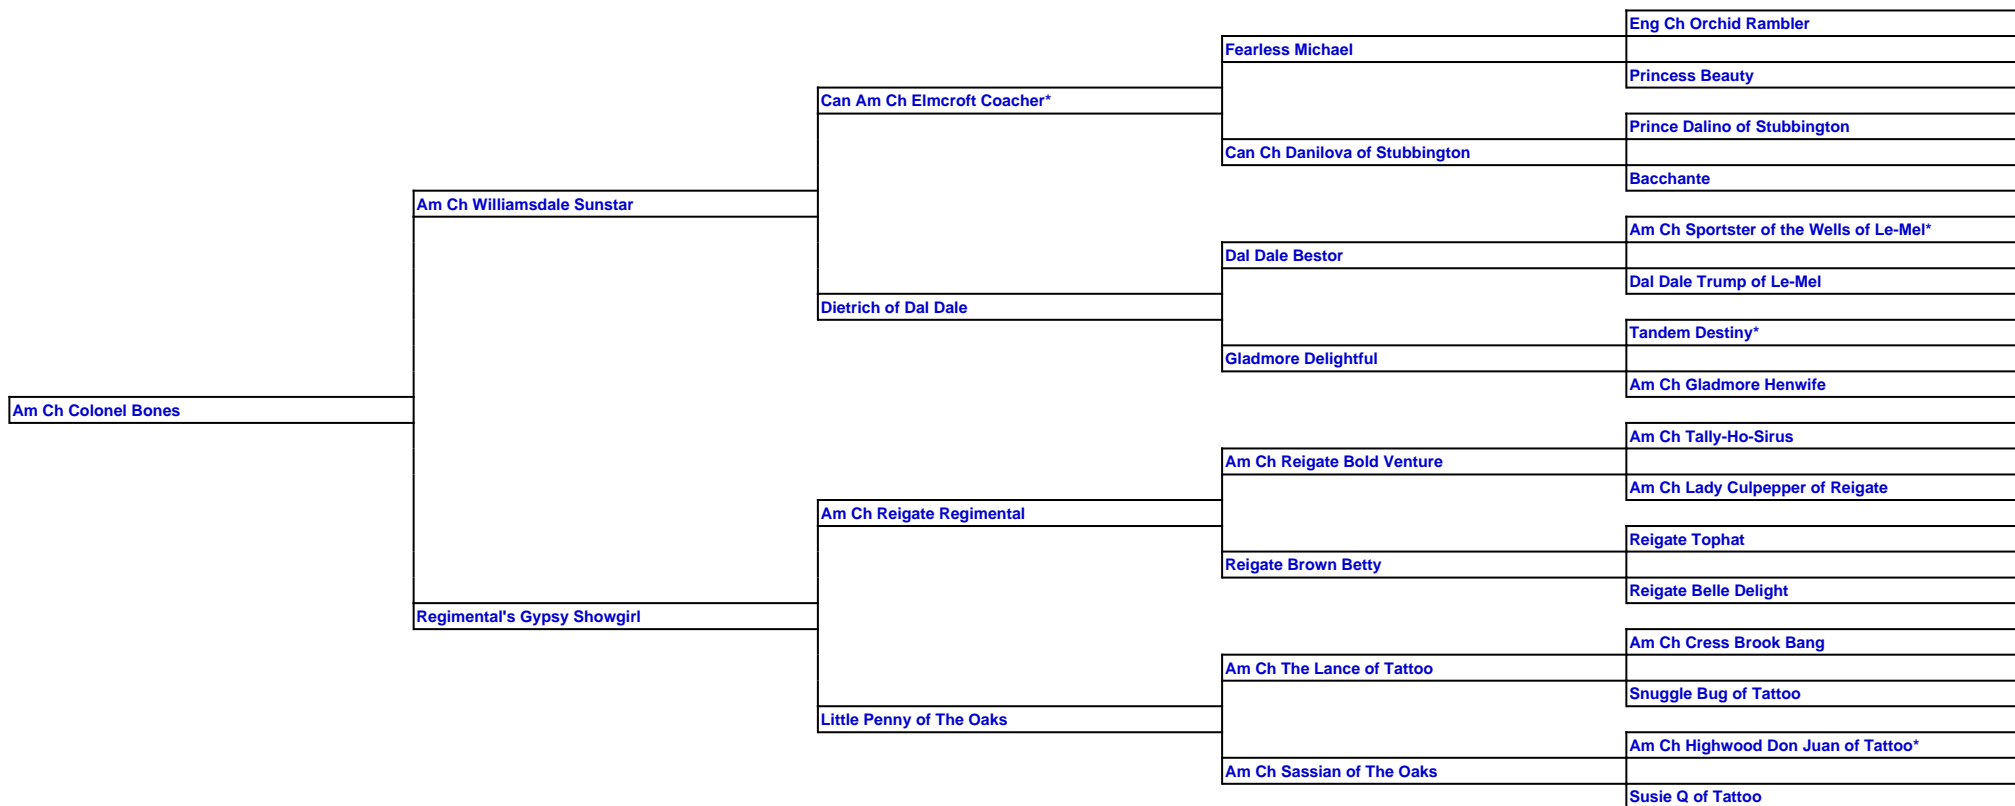 Eng Ch Orchid Rambler
Fearless Michael
Princess Beauty
Can Am Ch Elmcroft Coacher*
Prince Dalino of Stubbington
Can Ch Danilova of Stubbington
Bacchante
Am Ch Williamsdale Sunstar
Am Ch Sportster of the Wells of Le-Mel*
Dal Dale Bestor
Dal Dale Trump of Le-Mel
Dietrich of Dal Dale
Tandem Destiny*
Gladmore Delightful
Am Ch Gladmore Henwife
Am Ch Colonel Bones
Am Ch Tally-Ho-Sirus
Am Ch Reigate Bold Venture
Am Ch Lady Culpepper of Reigate
Am Ch Reigate Regimental
Reigate Tophat
Reigate Brown Betty
Reigate Belle Delight
Regimental's Gypsy Showgirl
Am Ch Cress Brook Bang
Am Ch The Lance of Tattoo
Snuggle Bug of Tattoo
Little Penny of The Oaks
Am Ch Highwood Don Juan of Tattoo*
Am Ch Sassian of The Oaks
Susie Q of Tattoo